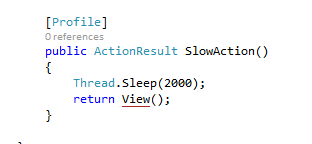 [Profile]
0 references
public ActionResult SlowAction()
{
Thread.Sleep(2000);
return View();
}